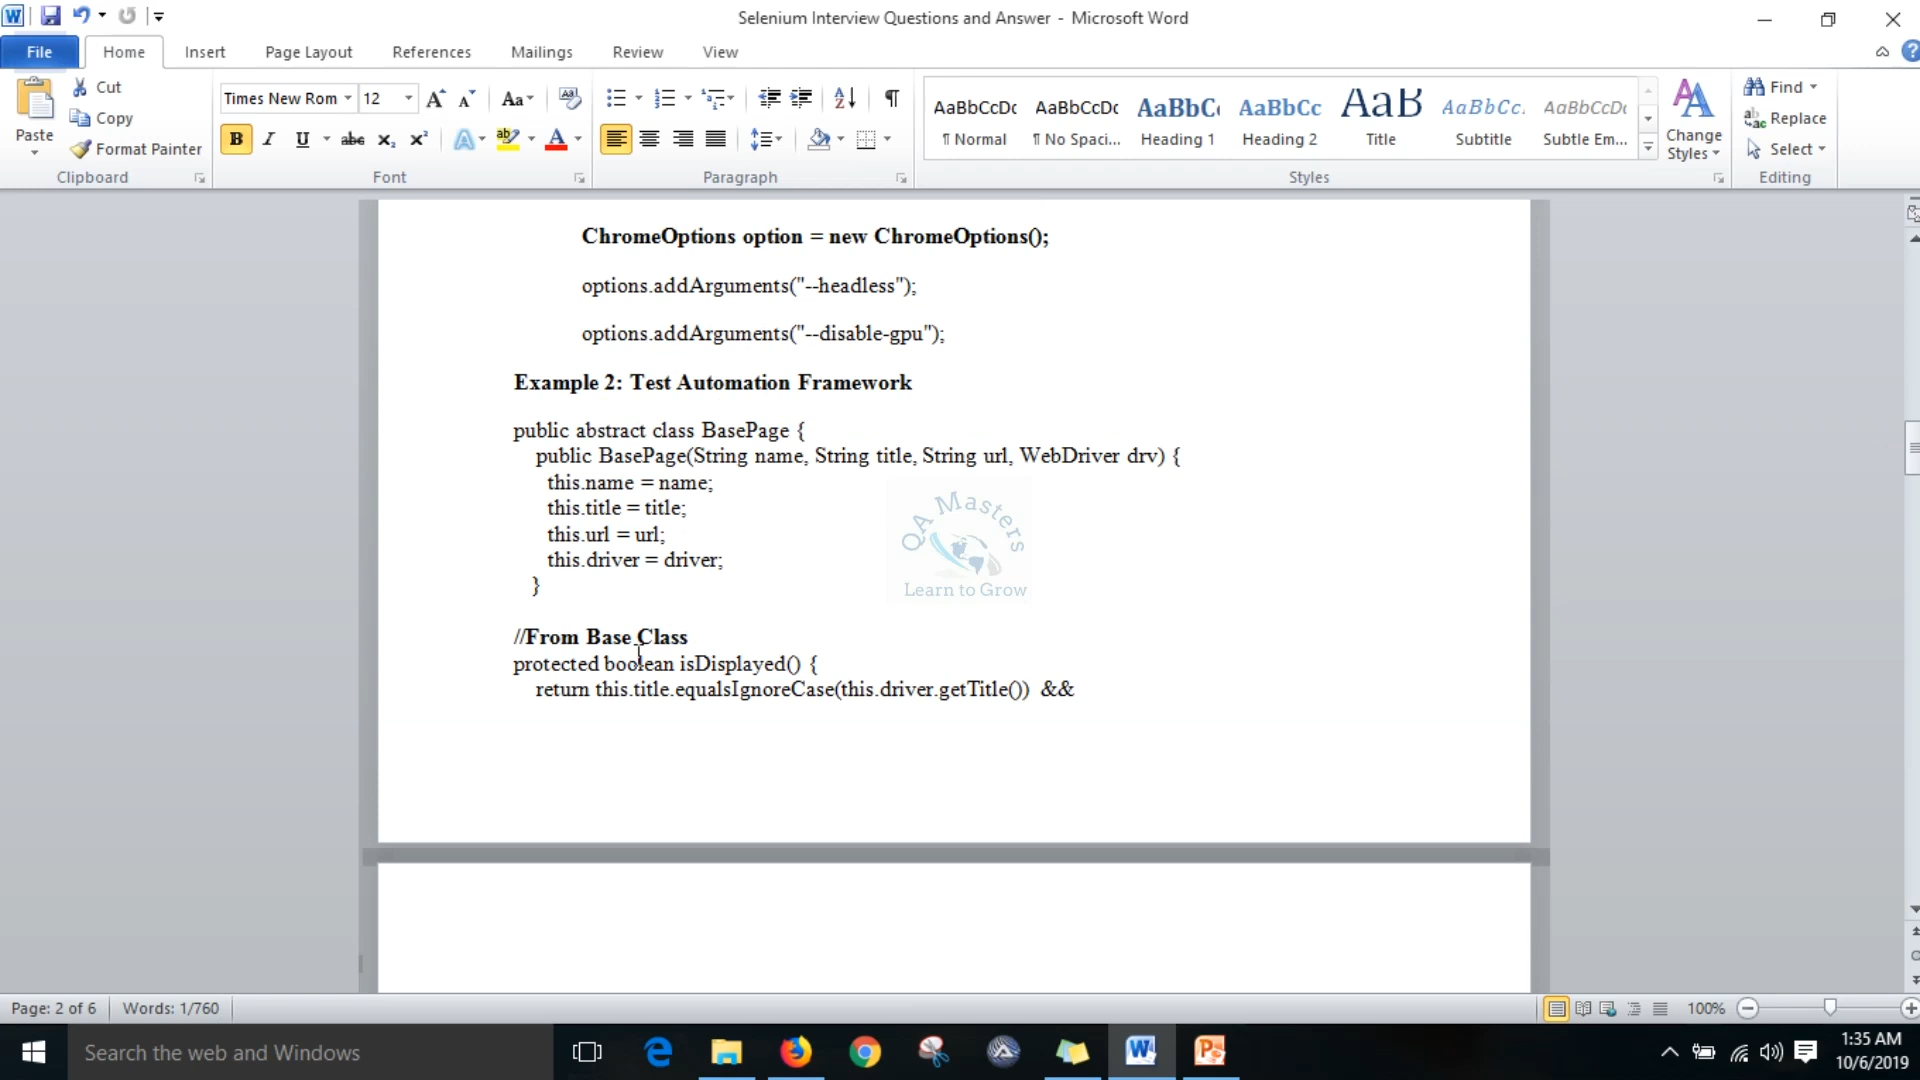 Selenium Interview Questions and Answer - Microsoft Word
File Home Insert Page Layout References Mailings Review View
Paste
Cut
Copy
Format Painter
Clipboard
Times New Rom 12
Font
Paragraph
AaBbCcDc AaBbCcDc AaBbCc AaBbCc AaB AaBbCc. AaBbCcDc
¶ Normal ¶ No Spaci... Heading 1 Heading 2 Title Subtitle Subtle Em...
Change
Styles
Styles
Find
Replace
Select
Editing
ChromeOptions option = new ChromeOptions();
options.addArguments("--headless");
options.addArguments("--disable-gpu");
Example 2: Test Automation Framework
public abstract class BasePage {
public BasePage(String name, String title, String url, WebDriver drv) {
this.name = name;
this.title = title;
this.url = url;
this.driver = driver;
}
QA Masters
Learn to Grow
//From Base Class
protected boolean isDisplayed() {
return this.title.equalsIgnoreCase(this.driver.getTitle()) &&
Page: 2 of 6 Words: 1/760
100%
Search the web and Windows
1:35 AM
10/6/2019